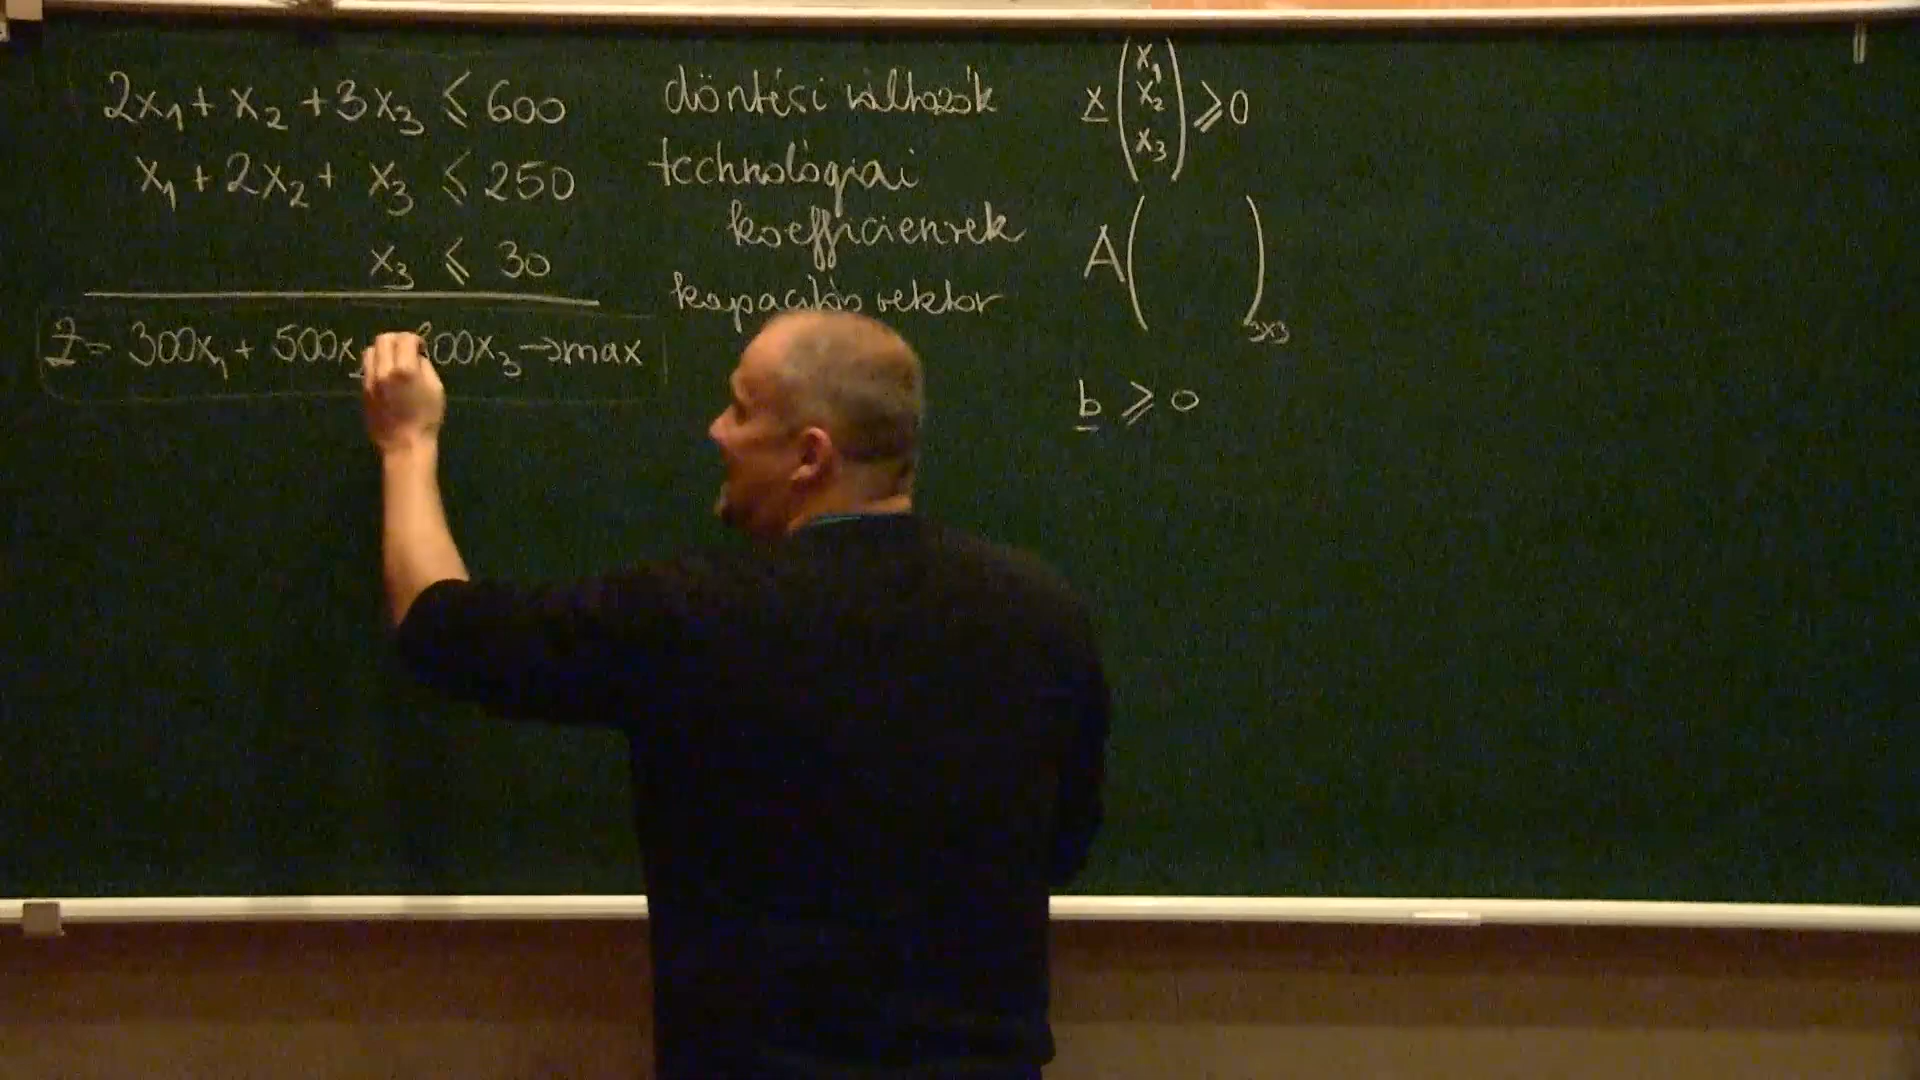 2x₁ + x₂ + 3x₃ ⩽ 600
x₁ + 2x₂ + x₃ ⩽ 250
x₃ ⩽ 30
Z = 300x₁ + 500x 00x₃ → max
döntési változók
technológiai
koefficiensek
kapacitás vektor
x (x₁ x₂ x₃) ⩾ 0
A ( )₃ₓ₃
b ⩾ 0